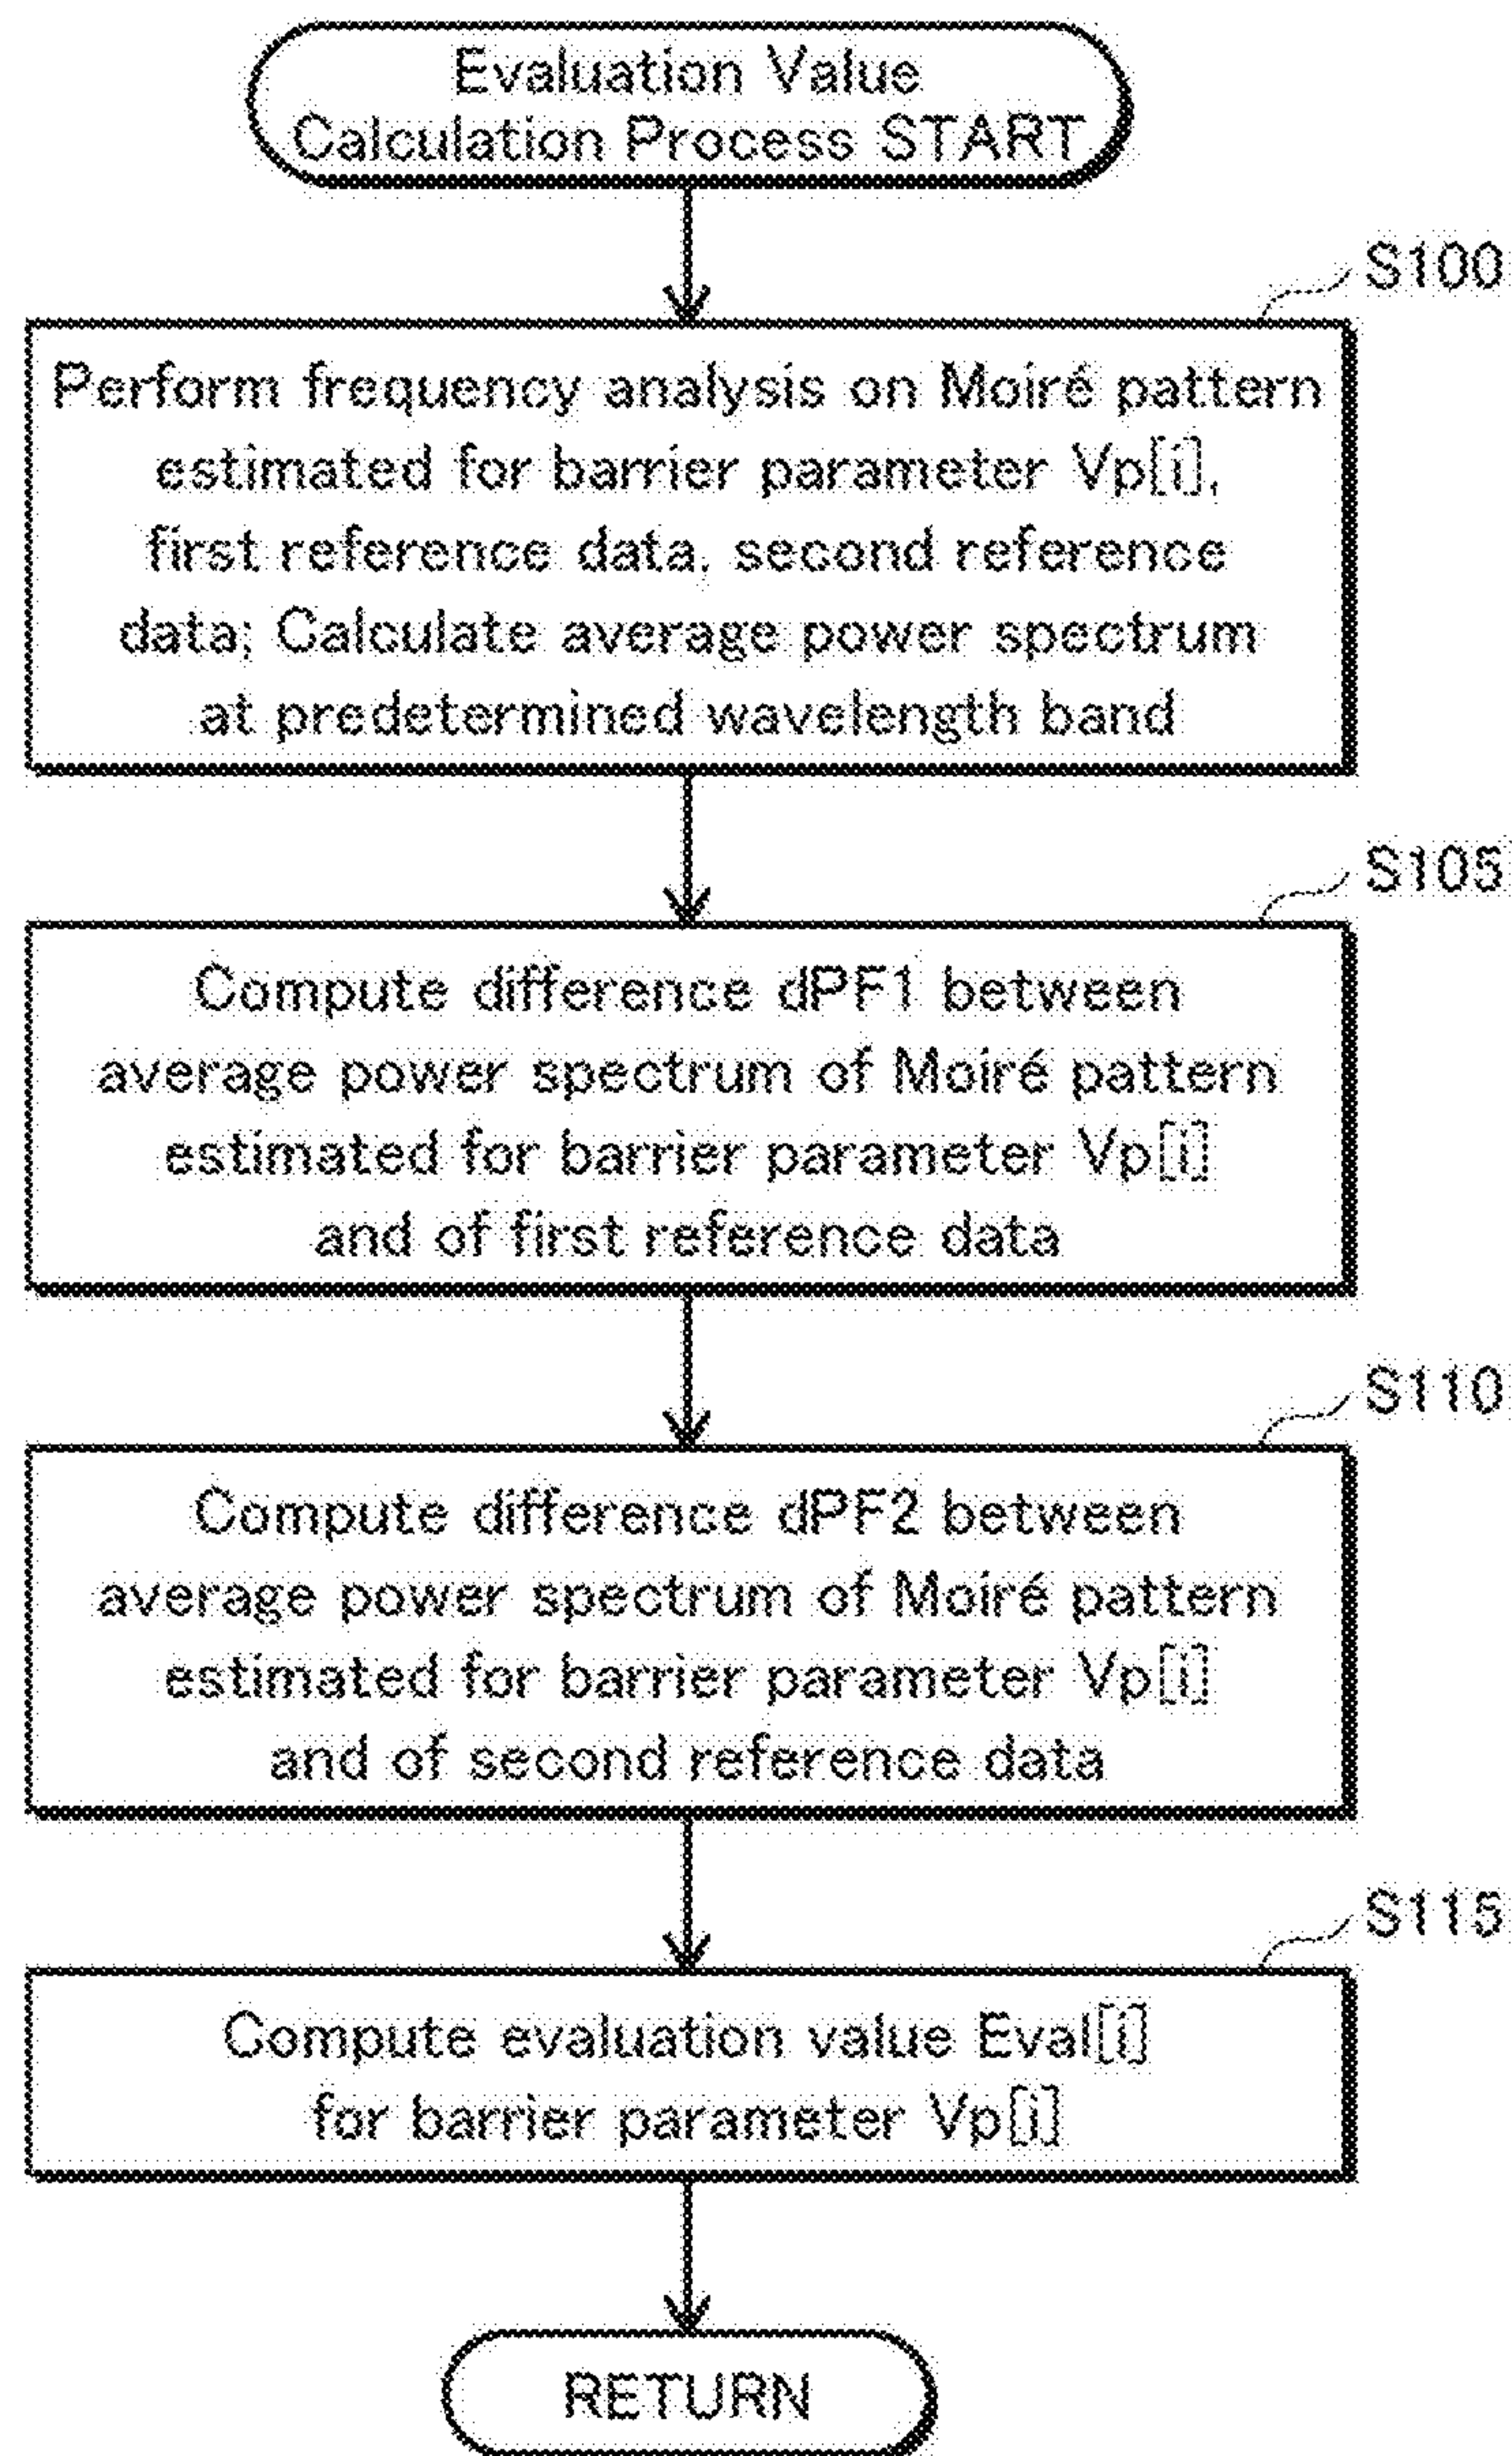 Evaluation Value
Calculation Process START
S100
Perform frequency analysis on Moiré pattern
estimated for barrier parameter Vp[i],
first reference data, second reference
data; Calculate average power spectrum
at predetermined wavelength band
S105
Compute difference dPF1 between
average power spectrum of Moiré pattern
estimated for barrier parameter Vp[i]
and of first reference data
S110
Compute difference dPF2 between
average power spectrum of Moiré pattern
estimated for barrier parameter Vp[i]
and of second reference data
S115
Compute evaluation value Eval[i]
for barrier parameter Vp[i]
RETURN